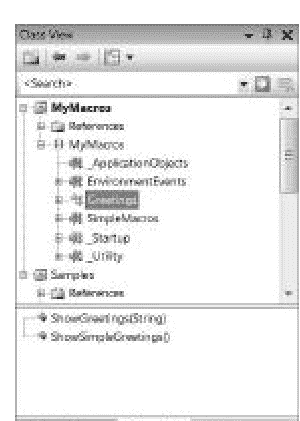 Class View
<Search>
MyMacros
References
MyMacros
_ApplicationObjects
EnvironmentEvents
Greetings
SimpleMacros
_Startup
_Utility
Samples
References
ShowGreetings(String)
ShowSimpleGreetings()